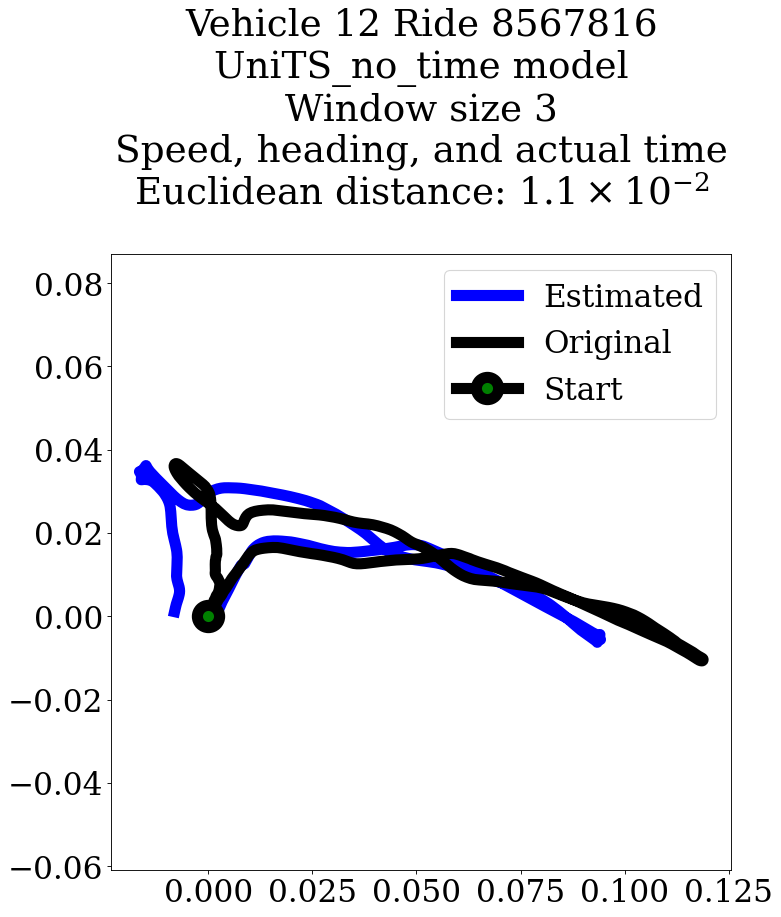 Vehicle 12 Ride 8567816
UniTS_no_time model
Window size 3
Speed, heading, and actual time
Euclidean distance: 1.1 × 10⁻²
Estimated
Original
Start
0.08
0.06
0.04
0.02
0.00
−0.02
−0.04
−0.06
0.000 0.025 0.050 0.075 0.100 0.125